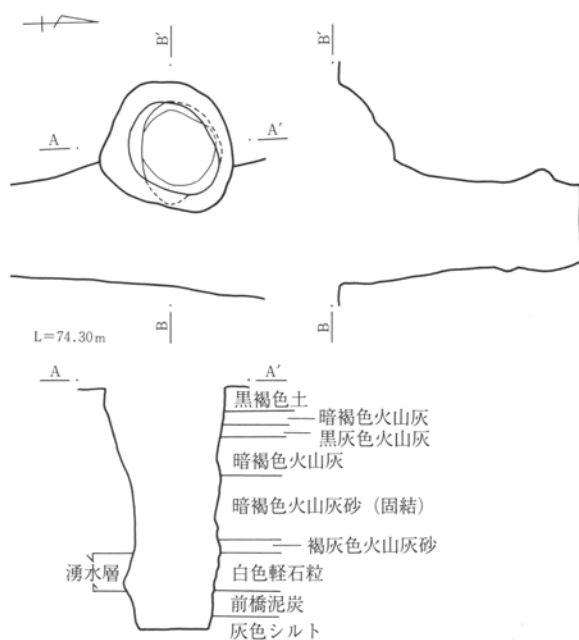 B'
B'
A
A'
B
B
L=74.30m
A
A'
黒褐色土
暗褐色火山灰
黒灰色火山灰
暗褐色火山灰
暗褐色火山灰砂（固結）
褐灰色火山灰砂
湧水層
白色軽石粒
前橋泥炭
灰色シルト